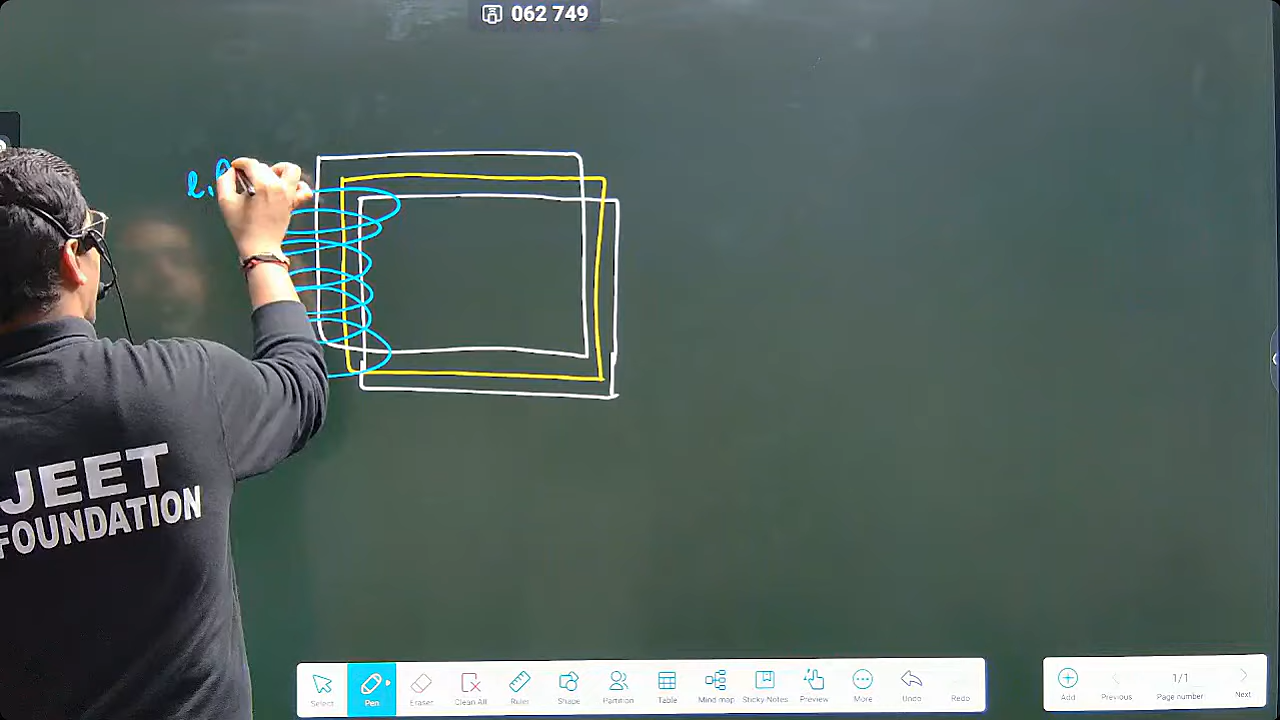 062 749
JEET
FOUNDATION
Select
Pen
Eraser
Clean All
Ruler
Shape
Partition
Table
Mind map
Sticky-Notes
Preview
More
Undo
Redo
Add
Previous
1/1
Page number
Next